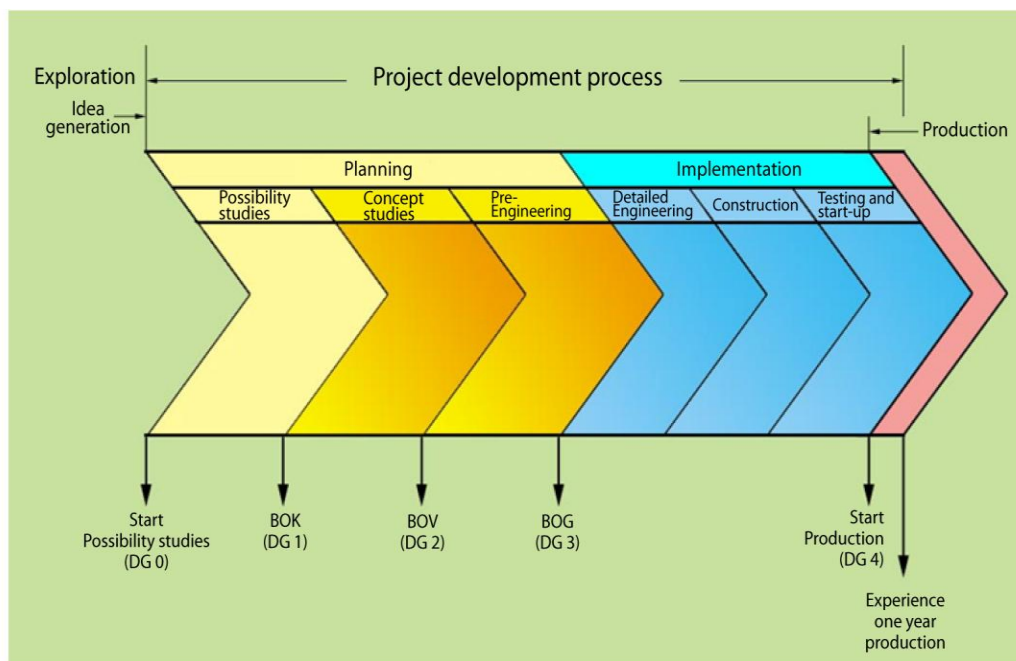 Exploration
Project development process
Idea
generation
Production
Planning
Implementation
Possibility
studies
Concept
studies
Pre-
Engineering
Detailed
Engineering
Construction
Testing and
start-up
Start
Possibility studies
(DG 0)
BOK
(DG 1)
BOV
(DG 2)
BOG
(DG 3)
Start
Production
(DG 4)
Experience
one year
production